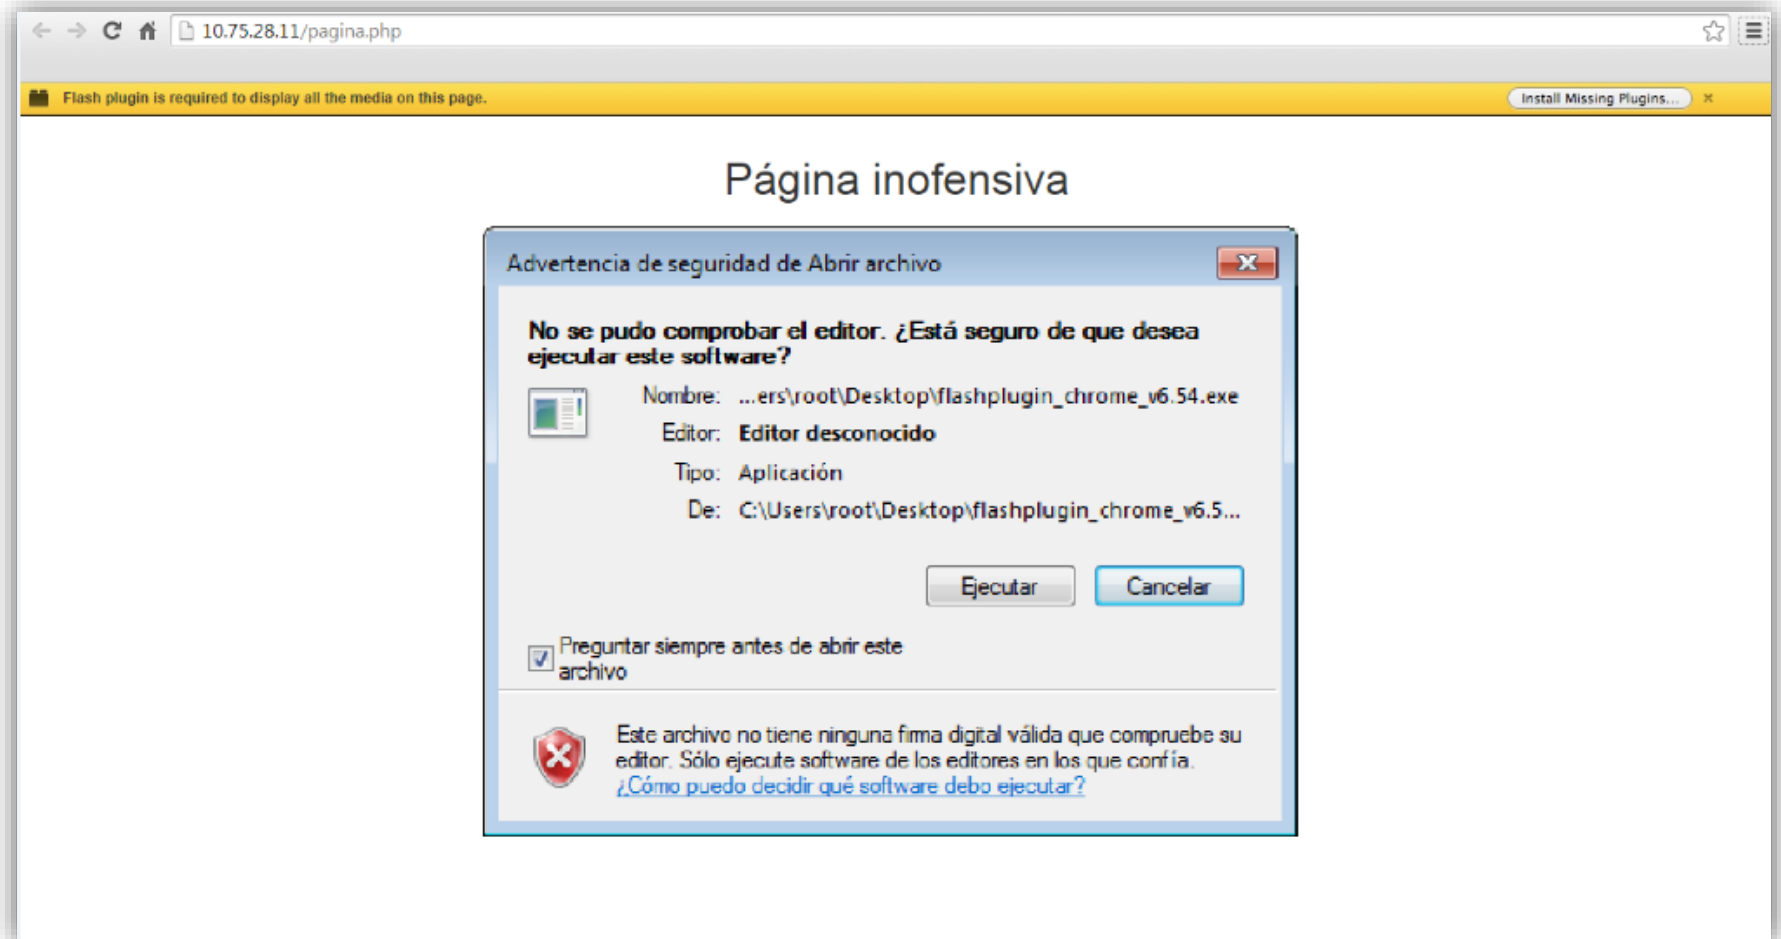 10.75.28.11/pagina.php
Flash plugin is required to display all the media on this page.
Install Missing Plugins...
Página inofensiva
Advertencia de seguridad de Abrir archivo
No se pudo comprobar el editor. ¿Está seguro de que desea
ejecutar este software?
Nombre: ...ers\root\Desktop\flashplugin_chrome_v6.54.exe
Editor: Editor desconocido
Tipo: Aplicación
De: C:\Users\root\Desktop\flashplugin_chrome_v6.5...
Ejecutar
Cancelar
Preguntar siempre antes de abrir este
archivo
Este archivo no tiene ninguna firma digital válida que compruebe su
editor. Sólo ejecute software de los editores en los que confía.
¿Cómo puedo decidir qué software debo ejecutar?